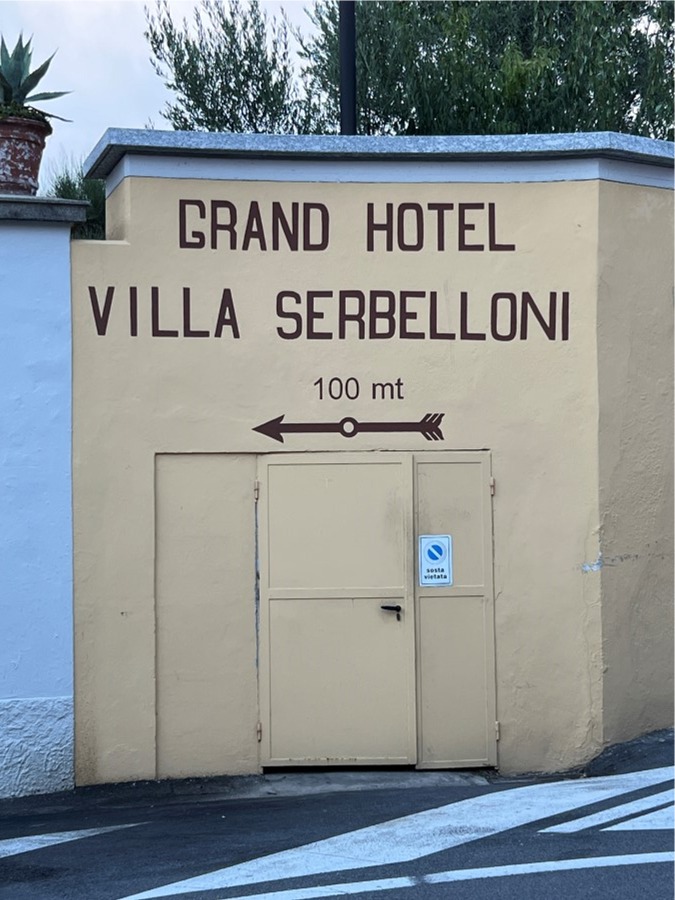 GRAND HOTEL
VILLA SERBELLONI
100 mt
sosta
vietata